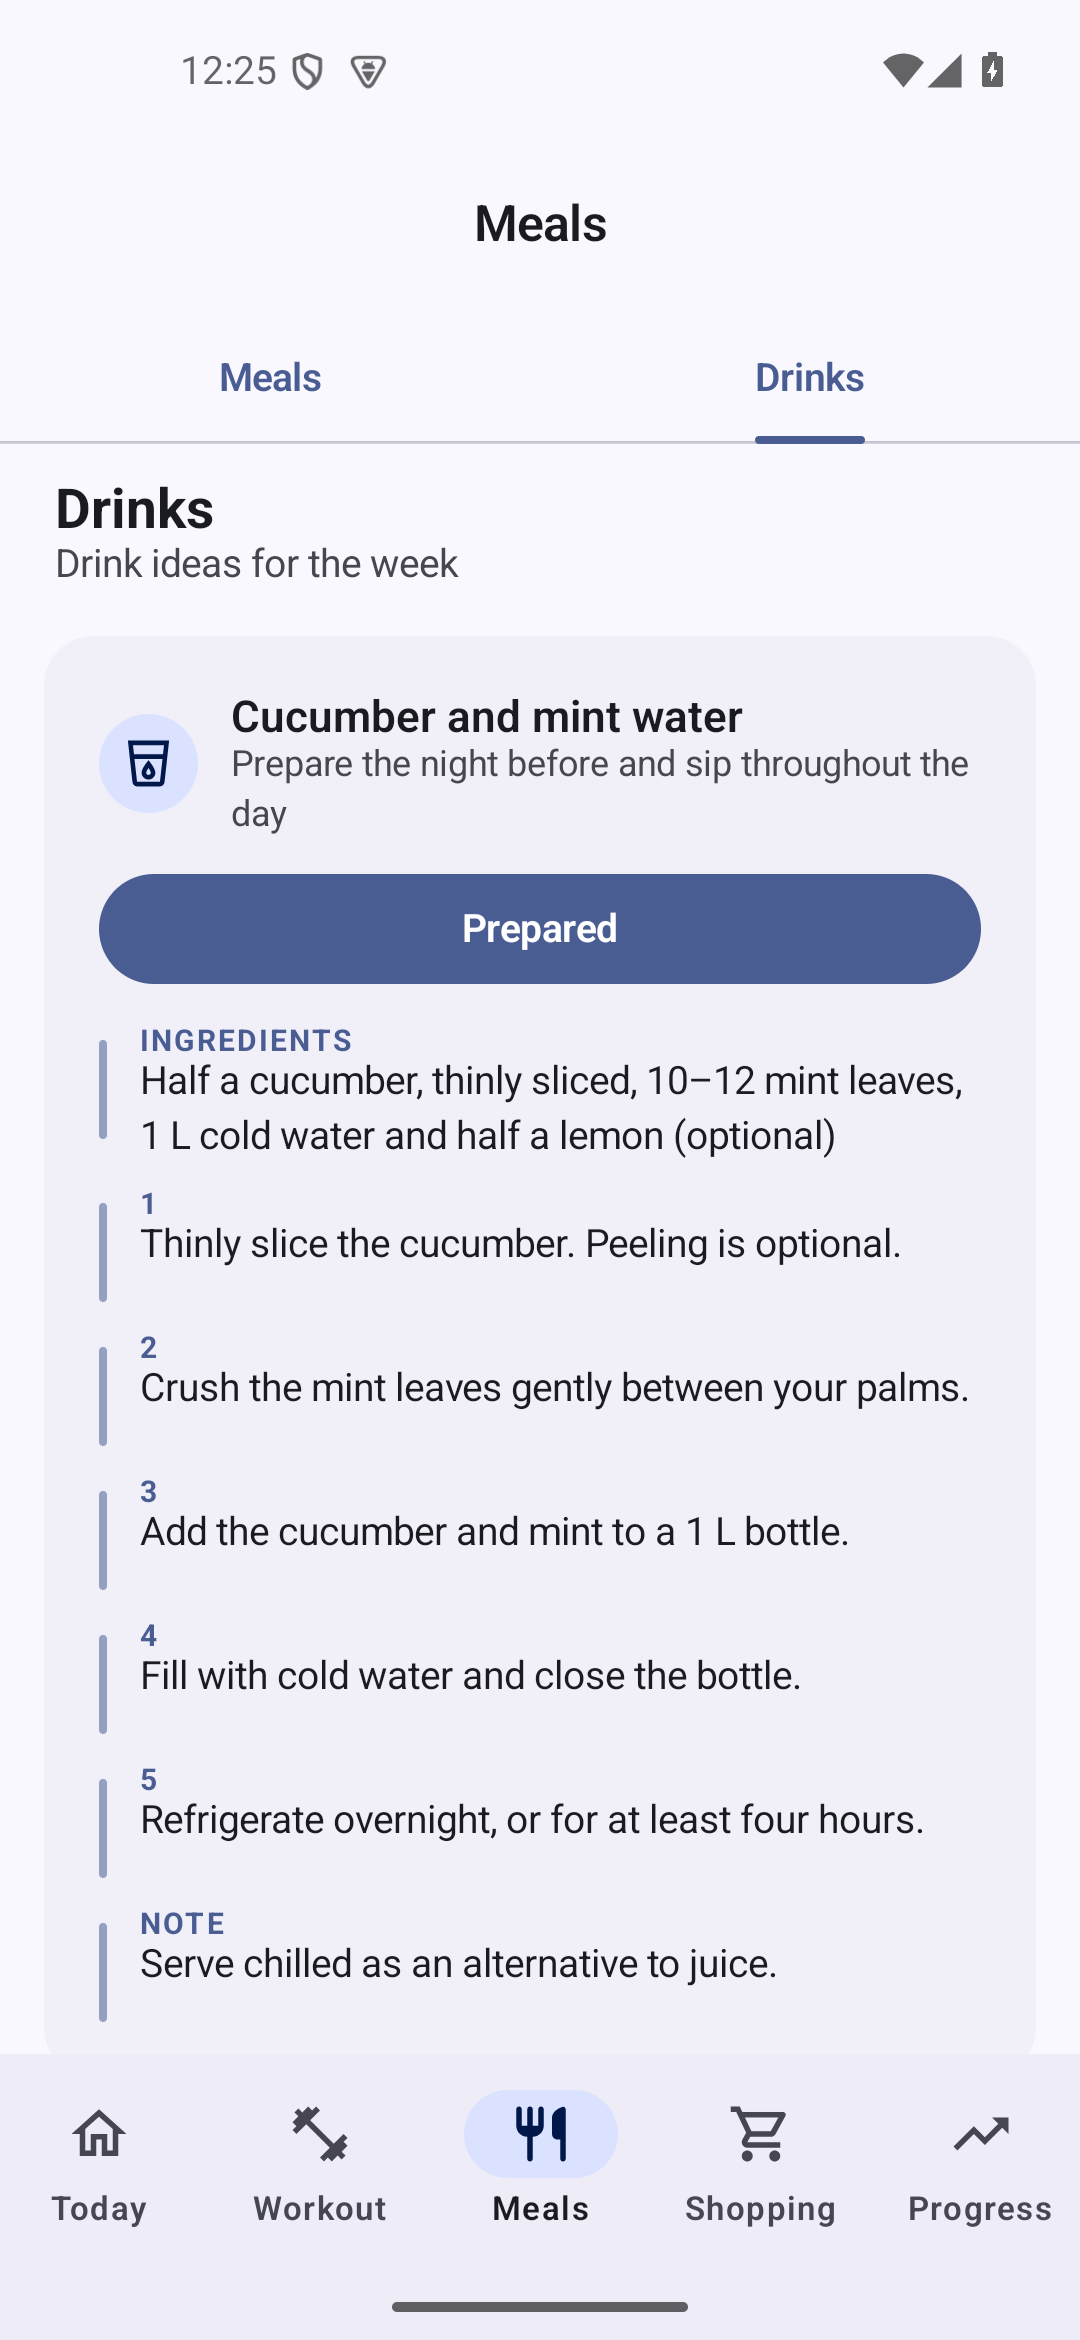 12:25
Meals
Meals
Drinks
Drinks
Drink ideas for the week
Cucumber and mint water
Prepare the night before and sip throughout the
day
Prepared
INGREDIENTS
Half a cucumber, thinly sliced, 10–12 mint leaves,
1 L cold water and half a lemon (optional)
1
Thinly slice the cucumber. Peeling is optional.
2
Crush the mint leaves gently between your palms.
3
Add the cucumber and mint to a 1 L bottle.
4
Fill with cold water and close the bottle.
5
Refrigerate overnight, or for at least four hours.
NOTE
Serve chilled as an alternative to juice.
Today
Workout
Meals
Shopping
Progress